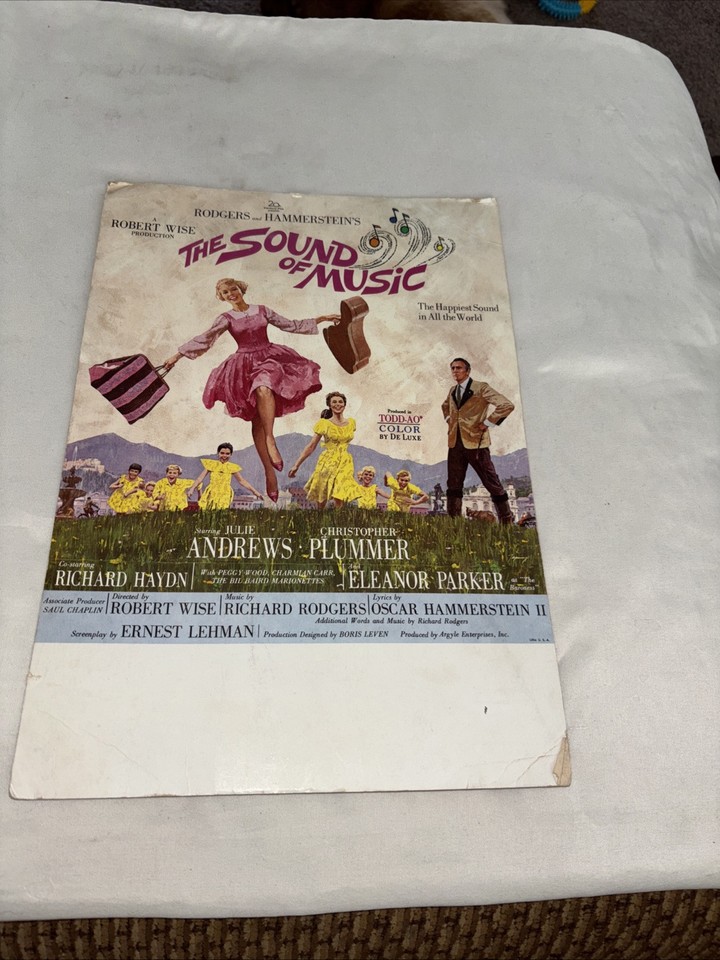 20
RODGERS and HAMMERSTEIN'S
A
ROBERT WISE
PRODUCTION
THE SOUND
OF MUSIC
The Happiest Sound
in All the World
Produced in
TODD-AO®
COLOR
BY DE LUXE
Starring JULIE ANDREWS
CHRISTOPHER PLUMMER
Co-starring
RICHARD HAYDN
With PEGGY WOOD, CHARMIAN CARR,
THE BIL BAIRD MARIONETTES
and
ELEANOR PARKER
as "The
Baroness"
Associate Producer
SAUL CHAPLIN
Directed by
ROBERT WISE
Music by
RICHARD RODGERS
Lyrics by
OSCAR HAMMERSTEIN II
Additional Words and Music by Richard Rodgers
Screenplay by ERNEST LEHMAN
Production Designed by BORIS LEVEN
Produced by Argyle Enterprises, Inc.